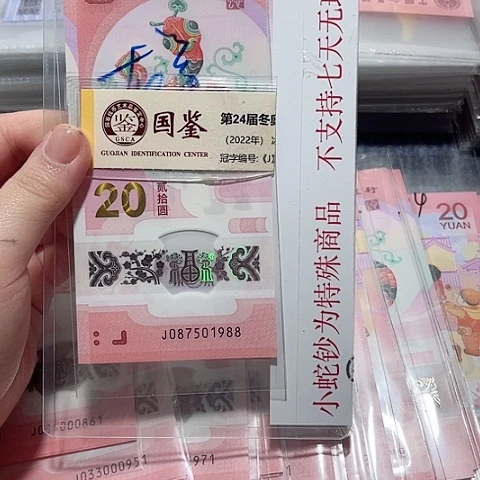 国鉴
GSCA
GUOJIAN IDENTIFICATION CENTER
第24届冬奥
(2022年)
冠字编号:《J
20
贰拾圆
福
J087501988
小蛇钞为特殊商品 不支持七天无
20
YUAN
J033000951
971